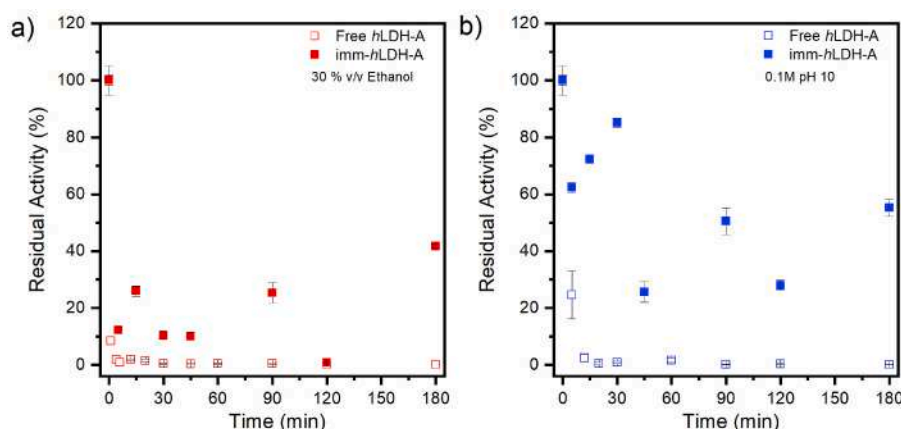 a)
Free hLDH-A
imm-hLDH-A
30 % v/v Ethanol
Residual Activity (%)
120
100
80
60
40
20
0
0 30 60 90 120 150 180
Time (min)
b)
Free hLDH-A
imm-hLDH-A
0.1M pH 10
Residual Activity (%)
120
100
80
60
40
20
0
0 30 60 90 120 150 180
Time (min)